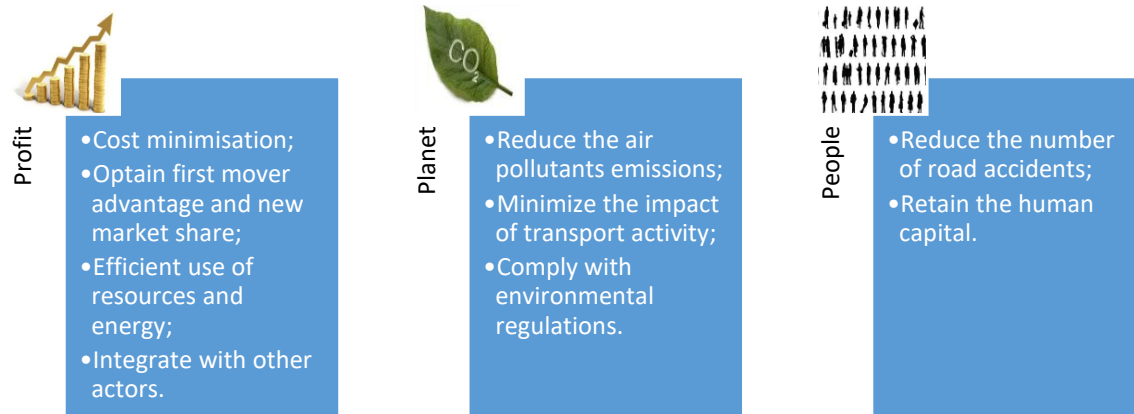 Profit
•Cost minimisation;
•Optain first mover
advantage and new
market share;
•Efficient use of
resources and
energy;
•Integrate with other
actors.
CO2
Planet
•Reduce the air
pollutants emissions;
•Minimize the impact
of transport activity;
•Comply with
environmental
regulations.
People
•Reduce the number
of road accidents;
•Retain the human
capital.